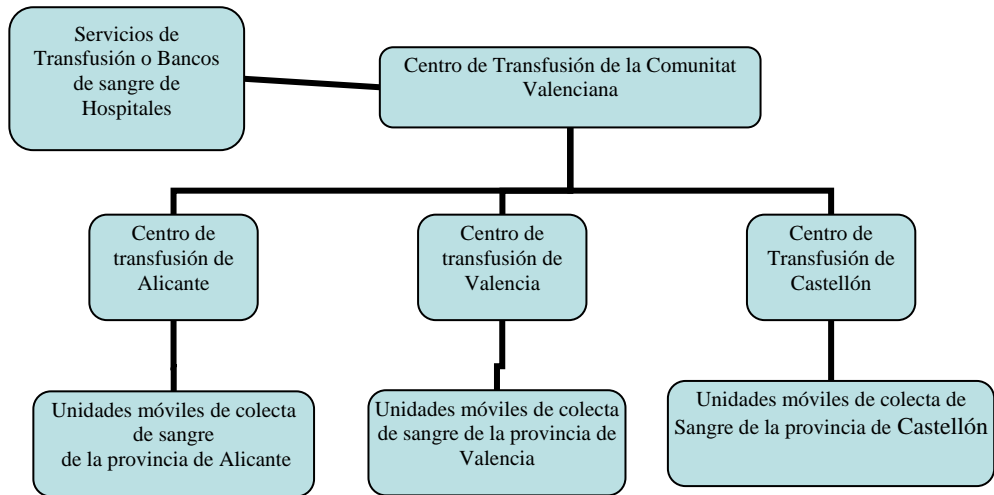 Servicios de
Transfusión o Bancos
de sangre de
Hospitales
Centro de Transfusión de la Comunitat
Valenciana
Centro de
transfusión de
Alicante
Centro de
transfusión de
Valencia
Centro de
Transfusión de
Castellón
Unidades móviles de colecta
de sangre
de la provincia de Alicante
Unidades móviles de colecta
de sangre de la provincia de
Valencia
Unidades móviles de colecta de
Sangre de la provincia de Castellón